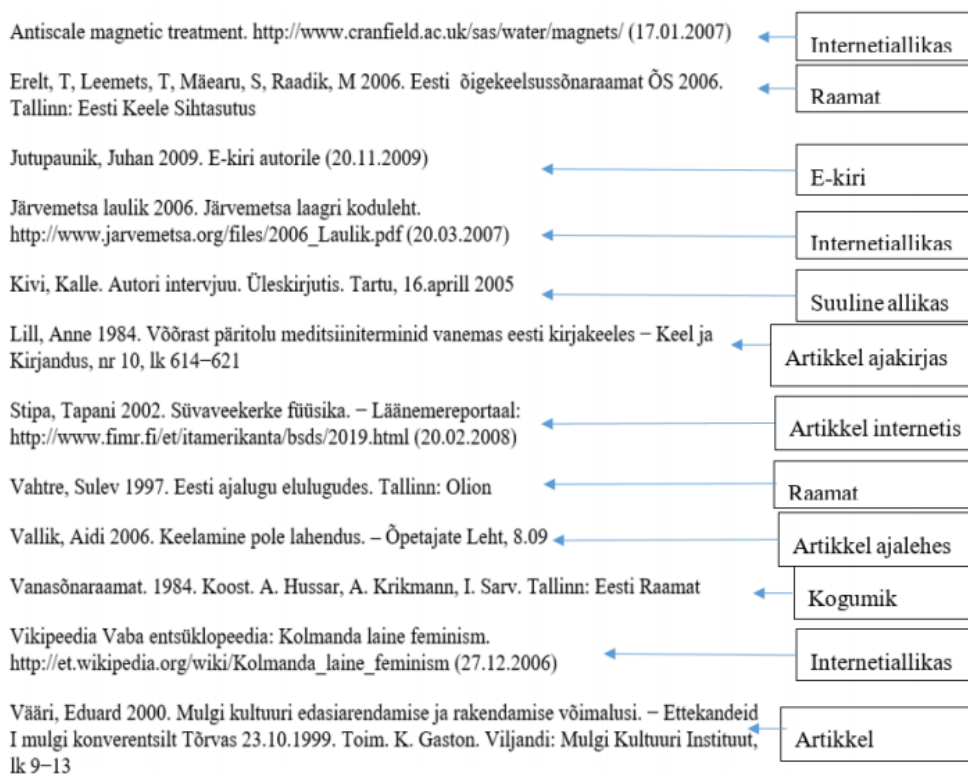 Antiscale magnetic treatment. http://www.cranfield.ac.uk/sas/water/magnets/ (17.01.2007)
Internetiallikas
Erelt, T, Leemets, T, Mäearu, S, Raadik, M 2006. Eesti õigekeelsussõnaraamat ÕS 2006.
Tallinn: Eesti Keele Sihtasutus
Raamat
Jutupaunik, Juhan 2009. E-kiri autorile (20.11.2009)
E-kiri
Järvemetsa laulik 2006. Järvemetsa laagri koduleht.
http://www.jarvemetsa.org/files/2006_Laulik.pdf (20.03.2007)
Internetiallikas
Kivi, Kalle. Autori intervjuu. Üleskirjutis. Tartu, 16.aprill 2005
Suuline allikas
Lill, Anne 1984. Võõrast päritolu meditsiiniterminid vanemas eesti kirjakeeles − Keel ja
Kirjandus, nr 10, lk 614−621
Artikkel ajakirjas
Stipa, Tapani 2002. Süvaveekerke füüsika. − Läänemereportaal:
http://www.fimr.fi/et/itamerikanta/bsds/2019.html (20.02.2008)
Artikkel internetis
Vahtre, Sulev 1997. Eesti ajalugu elulugudes. Tallinn: Olion
Raamat
Vallik, Aidi 2006. Keelamine pole lahendus. – Õpetajate Leht, 8.09
Artikkel ajalehes
Vanasõnaraamat. 1984. Koost. A. Hussar, A. Krikmann, I. Sarv. Tallinn: Eesti Raamat
Kogumik
Vikipeedia Vaba entsüklopeedia: Kolmanda laine feminism.
http://et.wikipedia.org/wiki/Kolmanda_laine_feminism (27.12.2006)
Internetiallikas
Vääri, Eduard 2000. Mulgi kultuuri edasiarendamise ja rakendamise võimalusi. − Ettekandeid
I mulgi konverentsilt Tõrvas 23.10.1999. Toim. K. Gaston. Viljandi: Mulgi Kultuuri Instituut,
lk 9−13
Artikkel